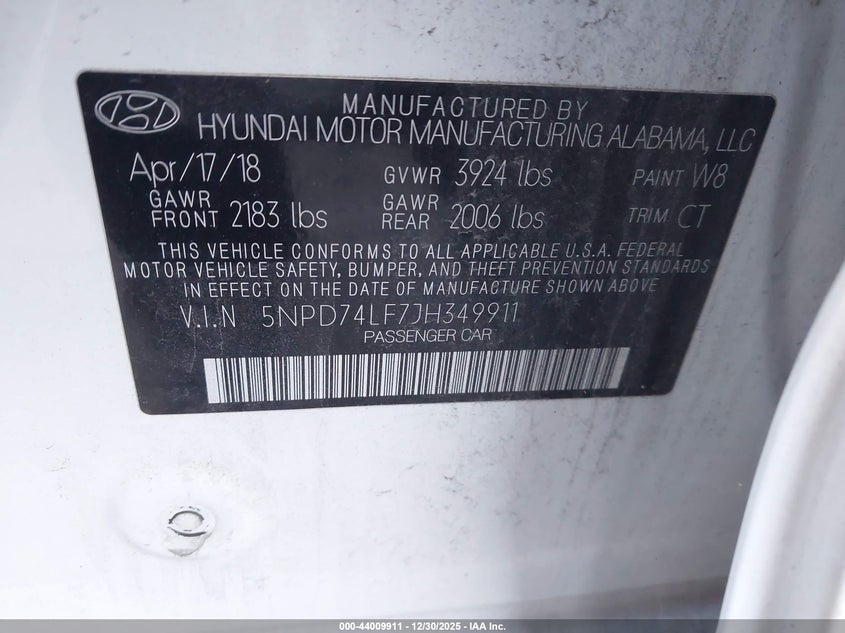 MANUFACTURED BY
HYUNDAI MOTOR MANUFACTURING ALABAMA, LLC
Apr/17/18 GVWR 3924 lbs PAINT W8
GAWR FRONT 2183 lbs GAWR REAR 2006 lbs TRIM CT
THIS VEHICLE CONFORMS TO ALL APPLICABLE U.S.A. FEDERAL
MOTOR VEHICLE SAFETY, BUMPER, AND THEFT PREVENTION STANDARDS
IN EFFECT ON THE DATE OF MANUFACTURE SHOWN ABOVE
V.I.N 5NPD74LF7JH349911
PASSENGER CAR
000-44009911 - 12/30/2025 - IAA Inc.